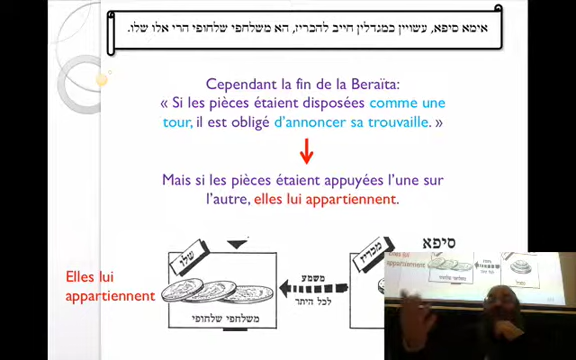 אימא סיפא, עשויין כמגדלין חייב להכריז, הא משלחפי שלחופי הרי אלו שלו.
Cependant la fin de la Beraïta:
« Si les pièces étaient disposées comme une
tour, il est obligé d'annoncer sa trouvaille. »
Mais si les pièces étaient appuyées l'une sur
l'autre, elles lui appartiennent.
סיפא
מכריז
שלו
Elles lui
appartiennent
משמע
לכל היתר
משלחפי שלחופי